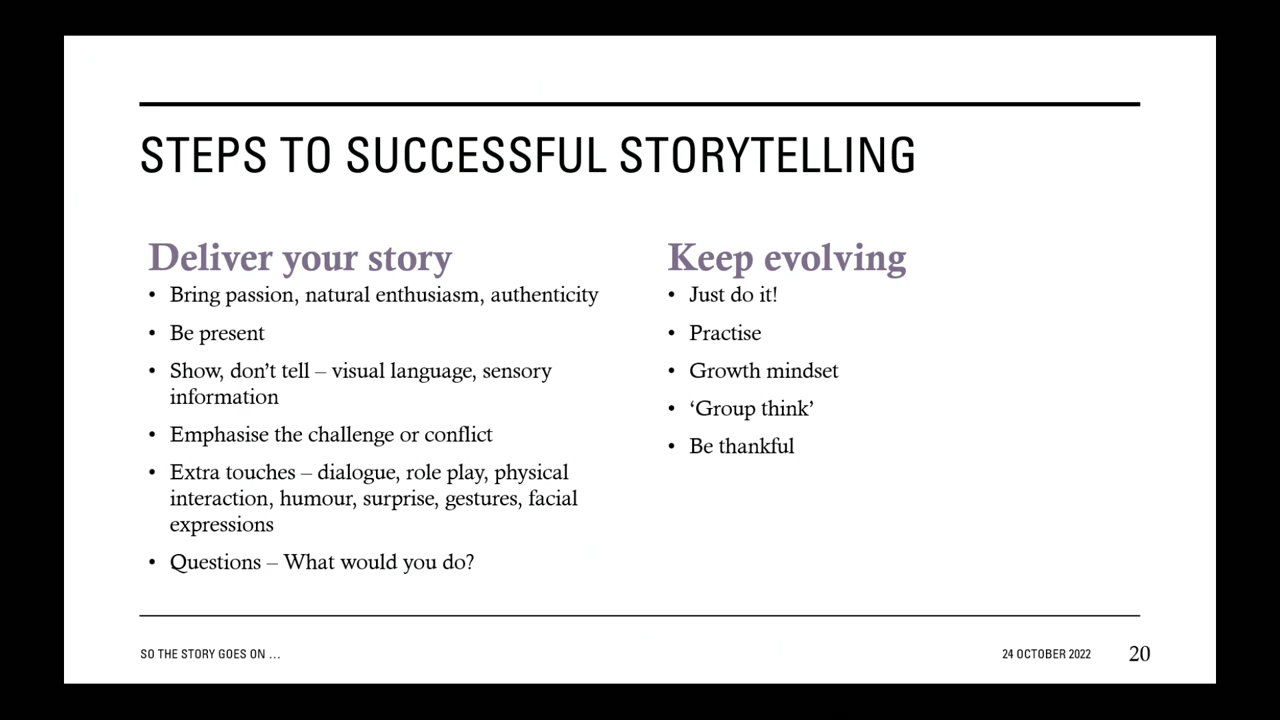 STEPS TO SUCCESSFUL STORYTELLING
Deliver your story
• Bring passion, natural enthusiasm, authenticity
• Be present
• Show, don’t tell – visual language, sensory
information
• Emphasise the challenge or conflict
• Extra touches – dialogue, role play, physical
interaction, humour, surprise, gestures, facial
expressions
• Questions – What would you do?
Keep evolving
• Just do it!
• Practise
• Growth mindset
• ‘Group think’
• Be thankful
SO THE STORY GOES ON …
24 OCTOBER 2022
20